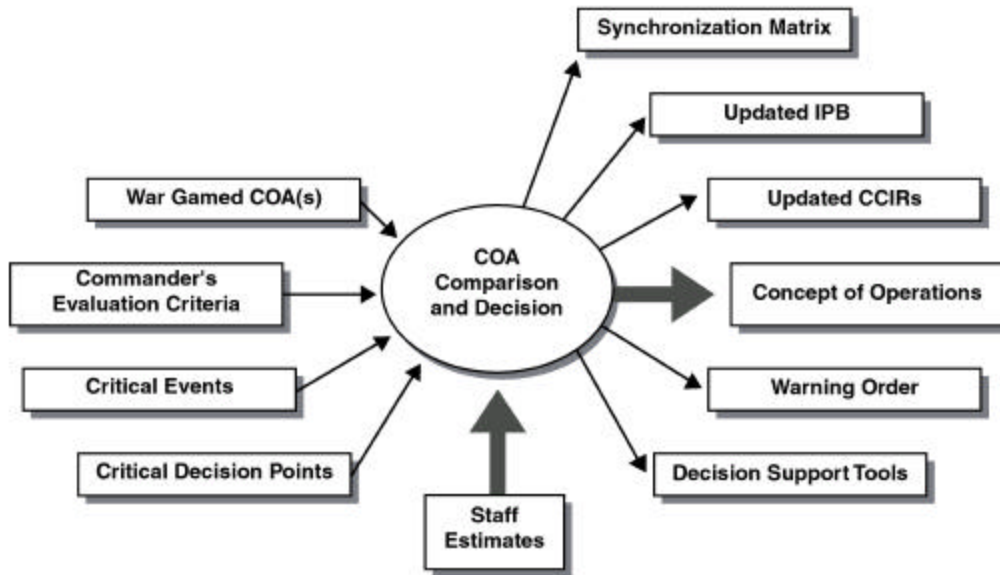 Synchronization Matrix
Updated IPB
War Gamed COA(s)
Updated CCIRs
Commander's
Evaluation Criteria
COA
Comparison
and Decision
Concept of Operations
Critical Events
Warning Order
Critical Decision Points
Decision Support Tools
Staff
Estimates